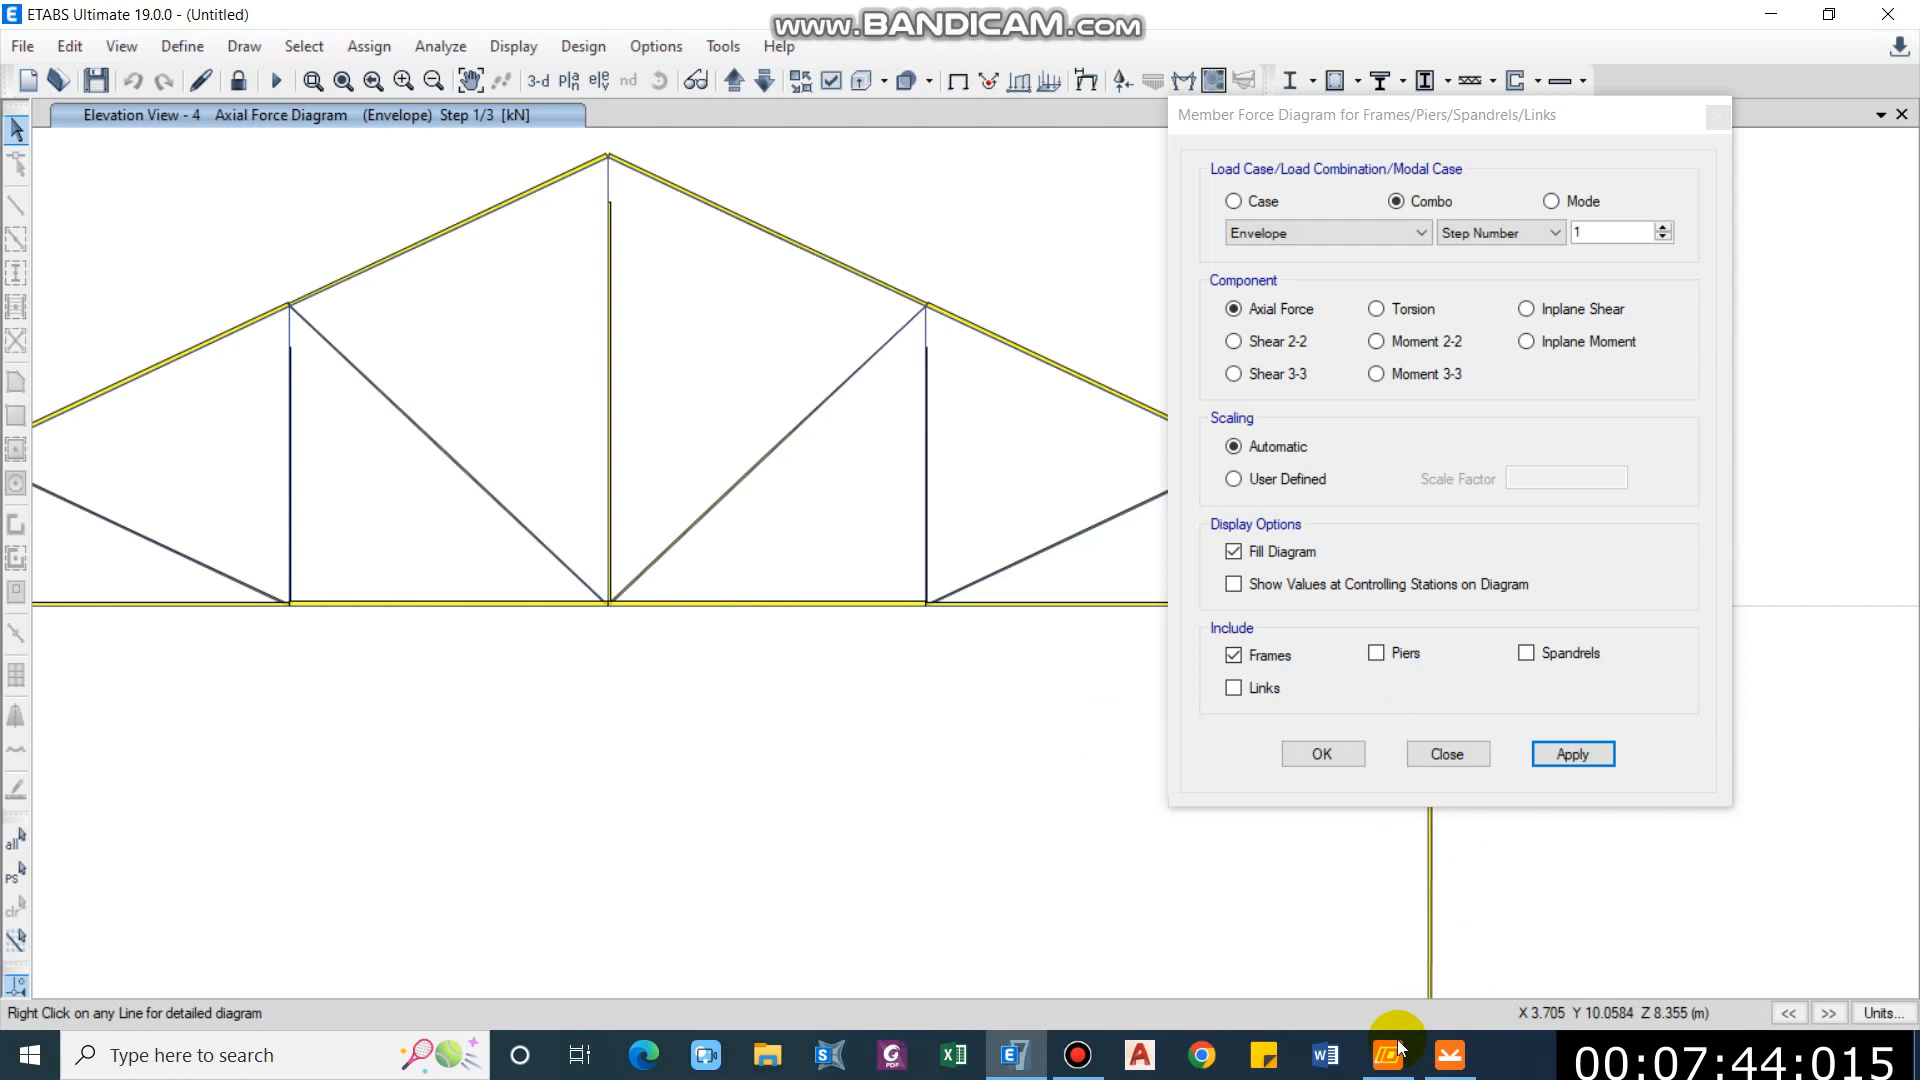 ETABS Ultimate 19.0.0 - (Untitled)
www.BANDICAM.com
File Edit View Define Draw Select Assign Analyze Display Design Options Tools Help
3-d plan elev nd
Elevation View - 4 Axial Force Diagram (Envelope) Step 1/3 [kN]
Member Force Diagram for Frames/Piers/Spandrels/Links
Load Case/Load Combination/Modal Case
Case Combo Mode
Envelope Step Number 1
Component
Axial Force Torsion Inplane Shear
Shear 2-2 Moment 2-2 Inplane Moment
Shear 3-3 Moment 3-3
Scaling
Automatic
User Defined Scale Factor
Display Options
Fill Diagram
Show Values at Controlling Stations on Diagram
Include
Frames Piers Spandrels
Links
OK Close Apply
all
PS
clr
Right Click on any Line for detailed diagram
X 3.705 Y 10.0584 Z 8.355 (m)
<< >> Units...
Type here to search
00:07:44:015